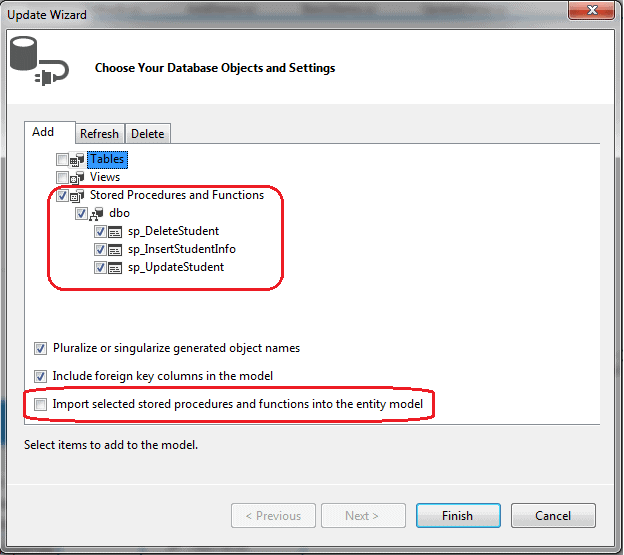 Update Wizard
Choose Your Database Objects and Settings
Add Refresh Delete
Tables
Views
Stored Procedures and Functions
dbo
sp_DeleteStudent
sp_InsertStudentInfo
sp_UpdateStudent
Pluralize or singularize generated object names
Include foreign key columns in the model
Import selected stored procedures and functions into the entity model
Select items to add to the model.
< Previous Next > Finish Cancel